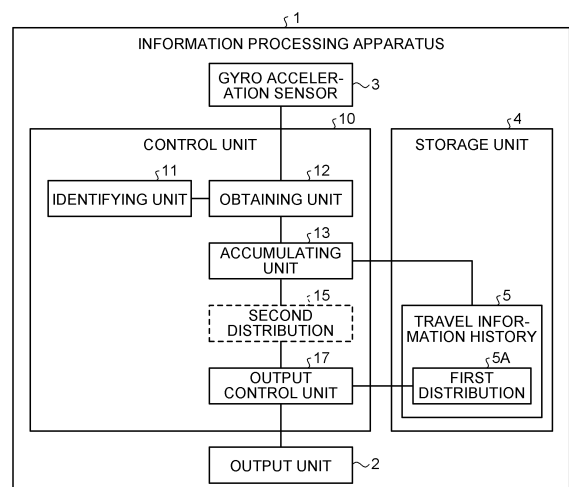 1
INFORMATION PROCESSING APPARATUS
GYRO ACCELER-
ATION SENSOR
3
10
CONTROL UNIT
4
STORAGE UNIT
11
IDENTIFYING UNIT
12
OBTAINING UNIT
13
ACCUMULATING
UNIT
15
SECOND
DISTRIBUTION
5
TRAVEL INFOR-
MATION HISTORY
17
OUTPUT
CONTROL UNIT
5A
FIRST
DISTRIBUTION
OUTPUT UNIT
2